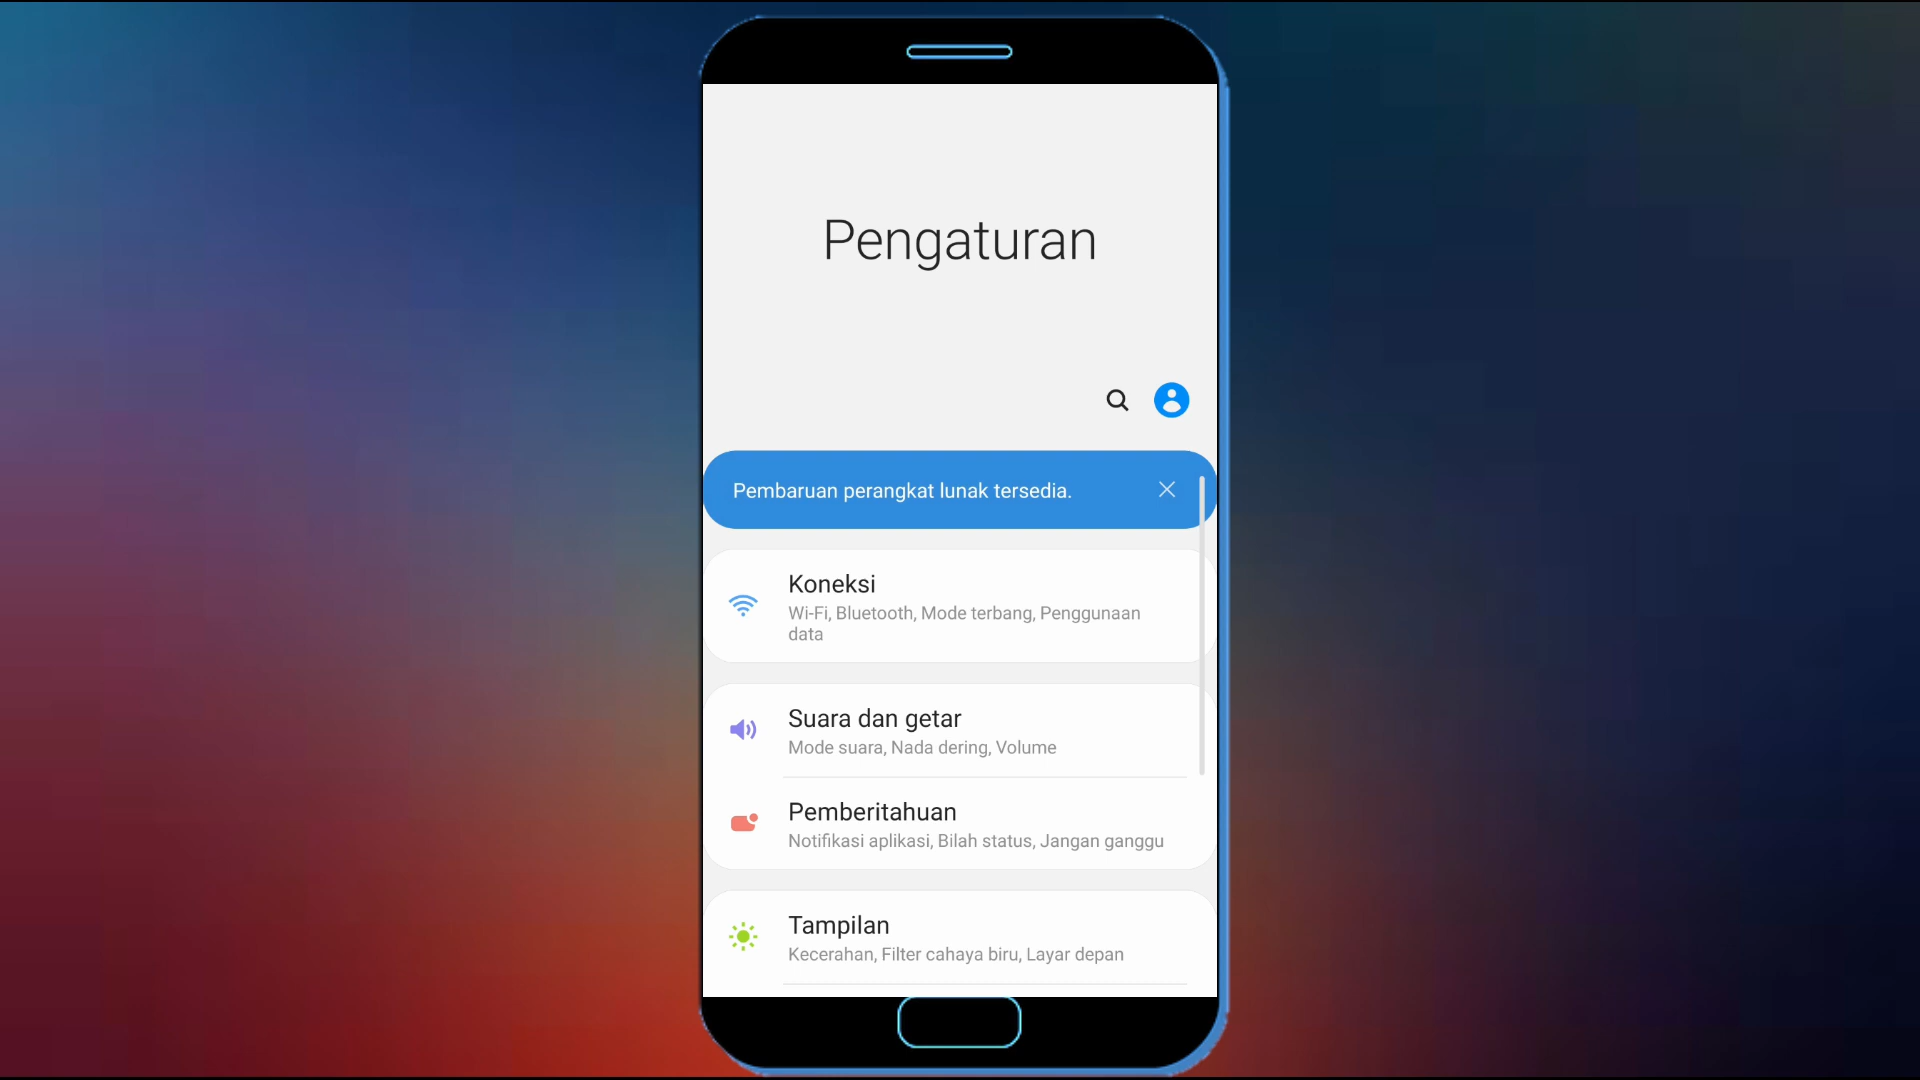 Pengaturan
Pembaruan perangkat lunak tersedia.
Koneksi
Wi-Fi, Bluetooth, Mode terbang, Penggunaan
data
Suara dan getar
Mode suara, Nada dering, Volume
Pemberitahuan
Notifikasi aplikasi, Bilah status, Jangan ganggu
Tampilan
Kecerahan, Filter cahaya biru, Layar depan